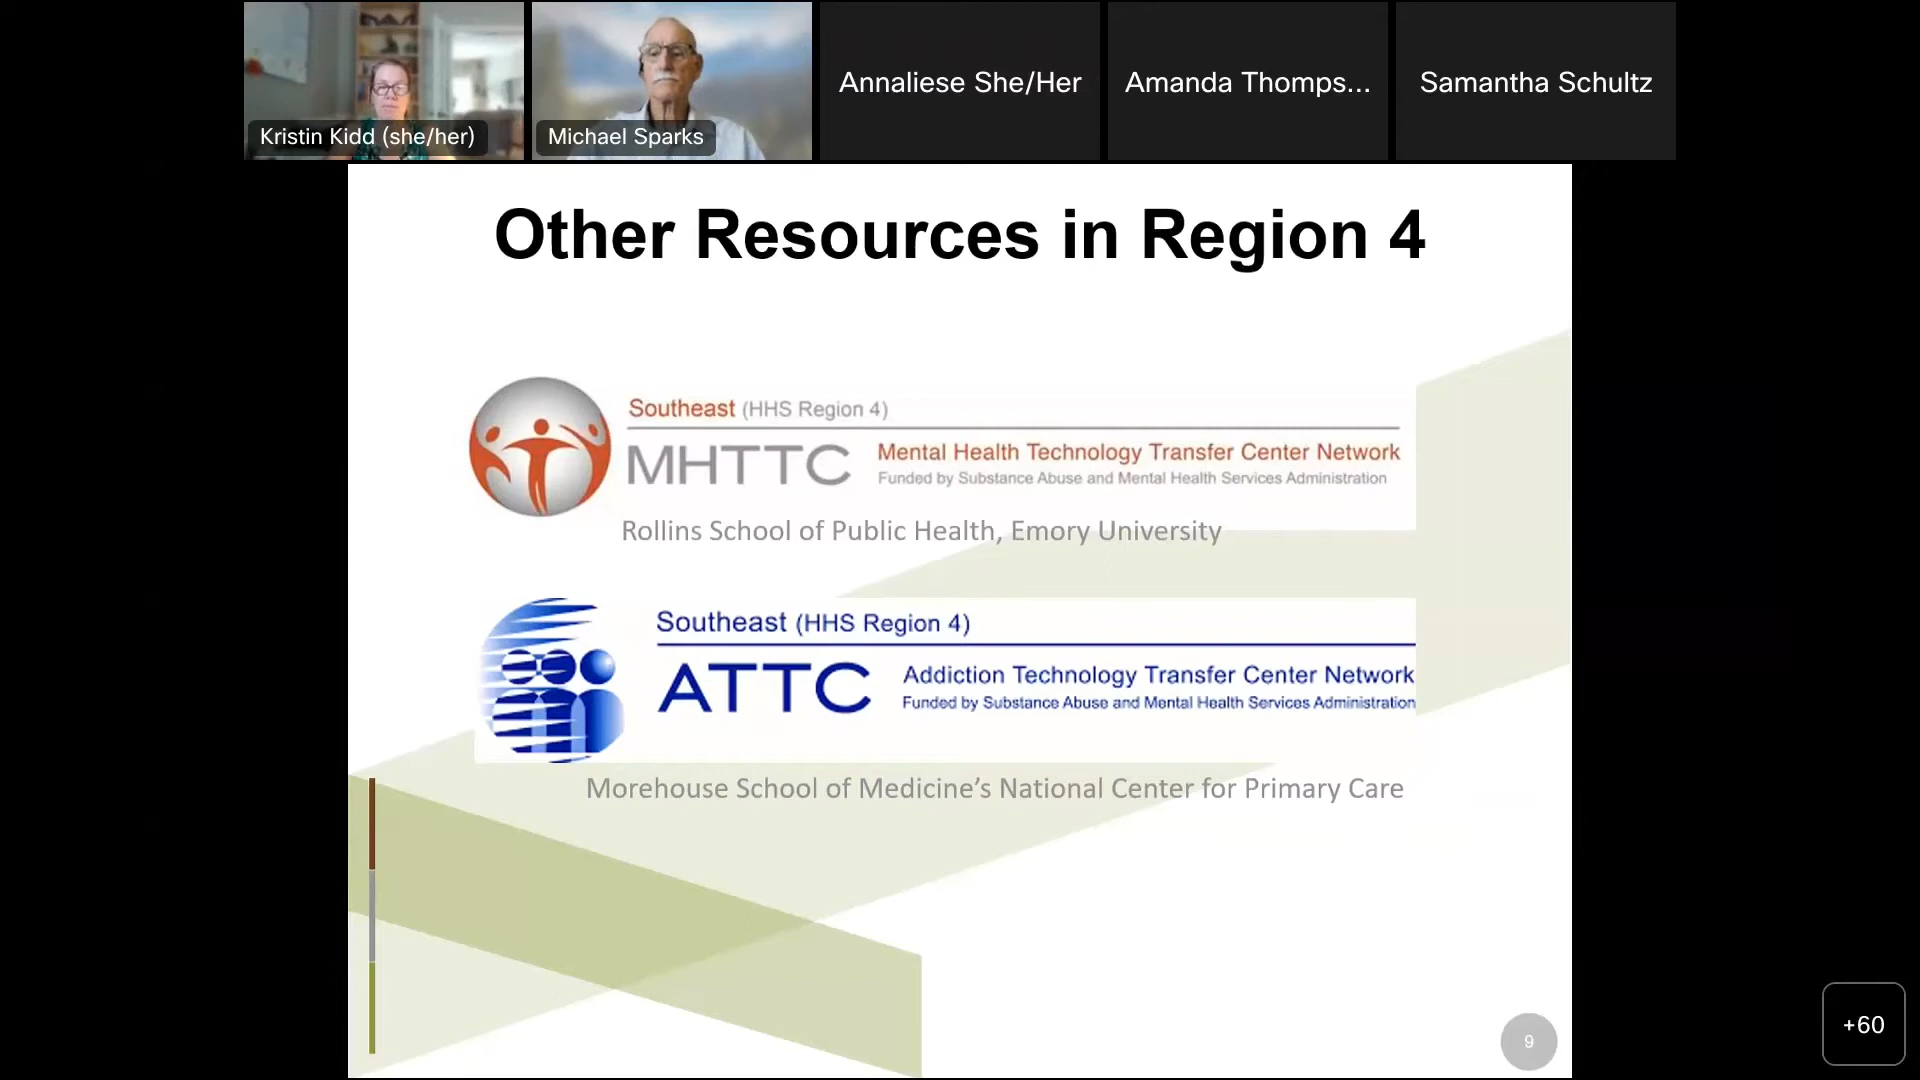 Kristin Kidd (she/her)
Michael Sparks
Annaliese She/Her
Amanda Thomps...
Samantha Schultz
Other Resources in Region 4
Southeast (HHS Region 4)
MHTTC
Mental Health Technology Transfer Center Network
Funded by Substance Abuse and Mental Health Services Administration
Rollins School of Public Health, Emory University
Southeast (HHS Region 4)
ATTC
Addiction Technology Transfer Center Network
Funded by Substance Abuse and Mental Health Services Administration
Morehouse School of Medicine’s National Center for Primary Care
9
+60